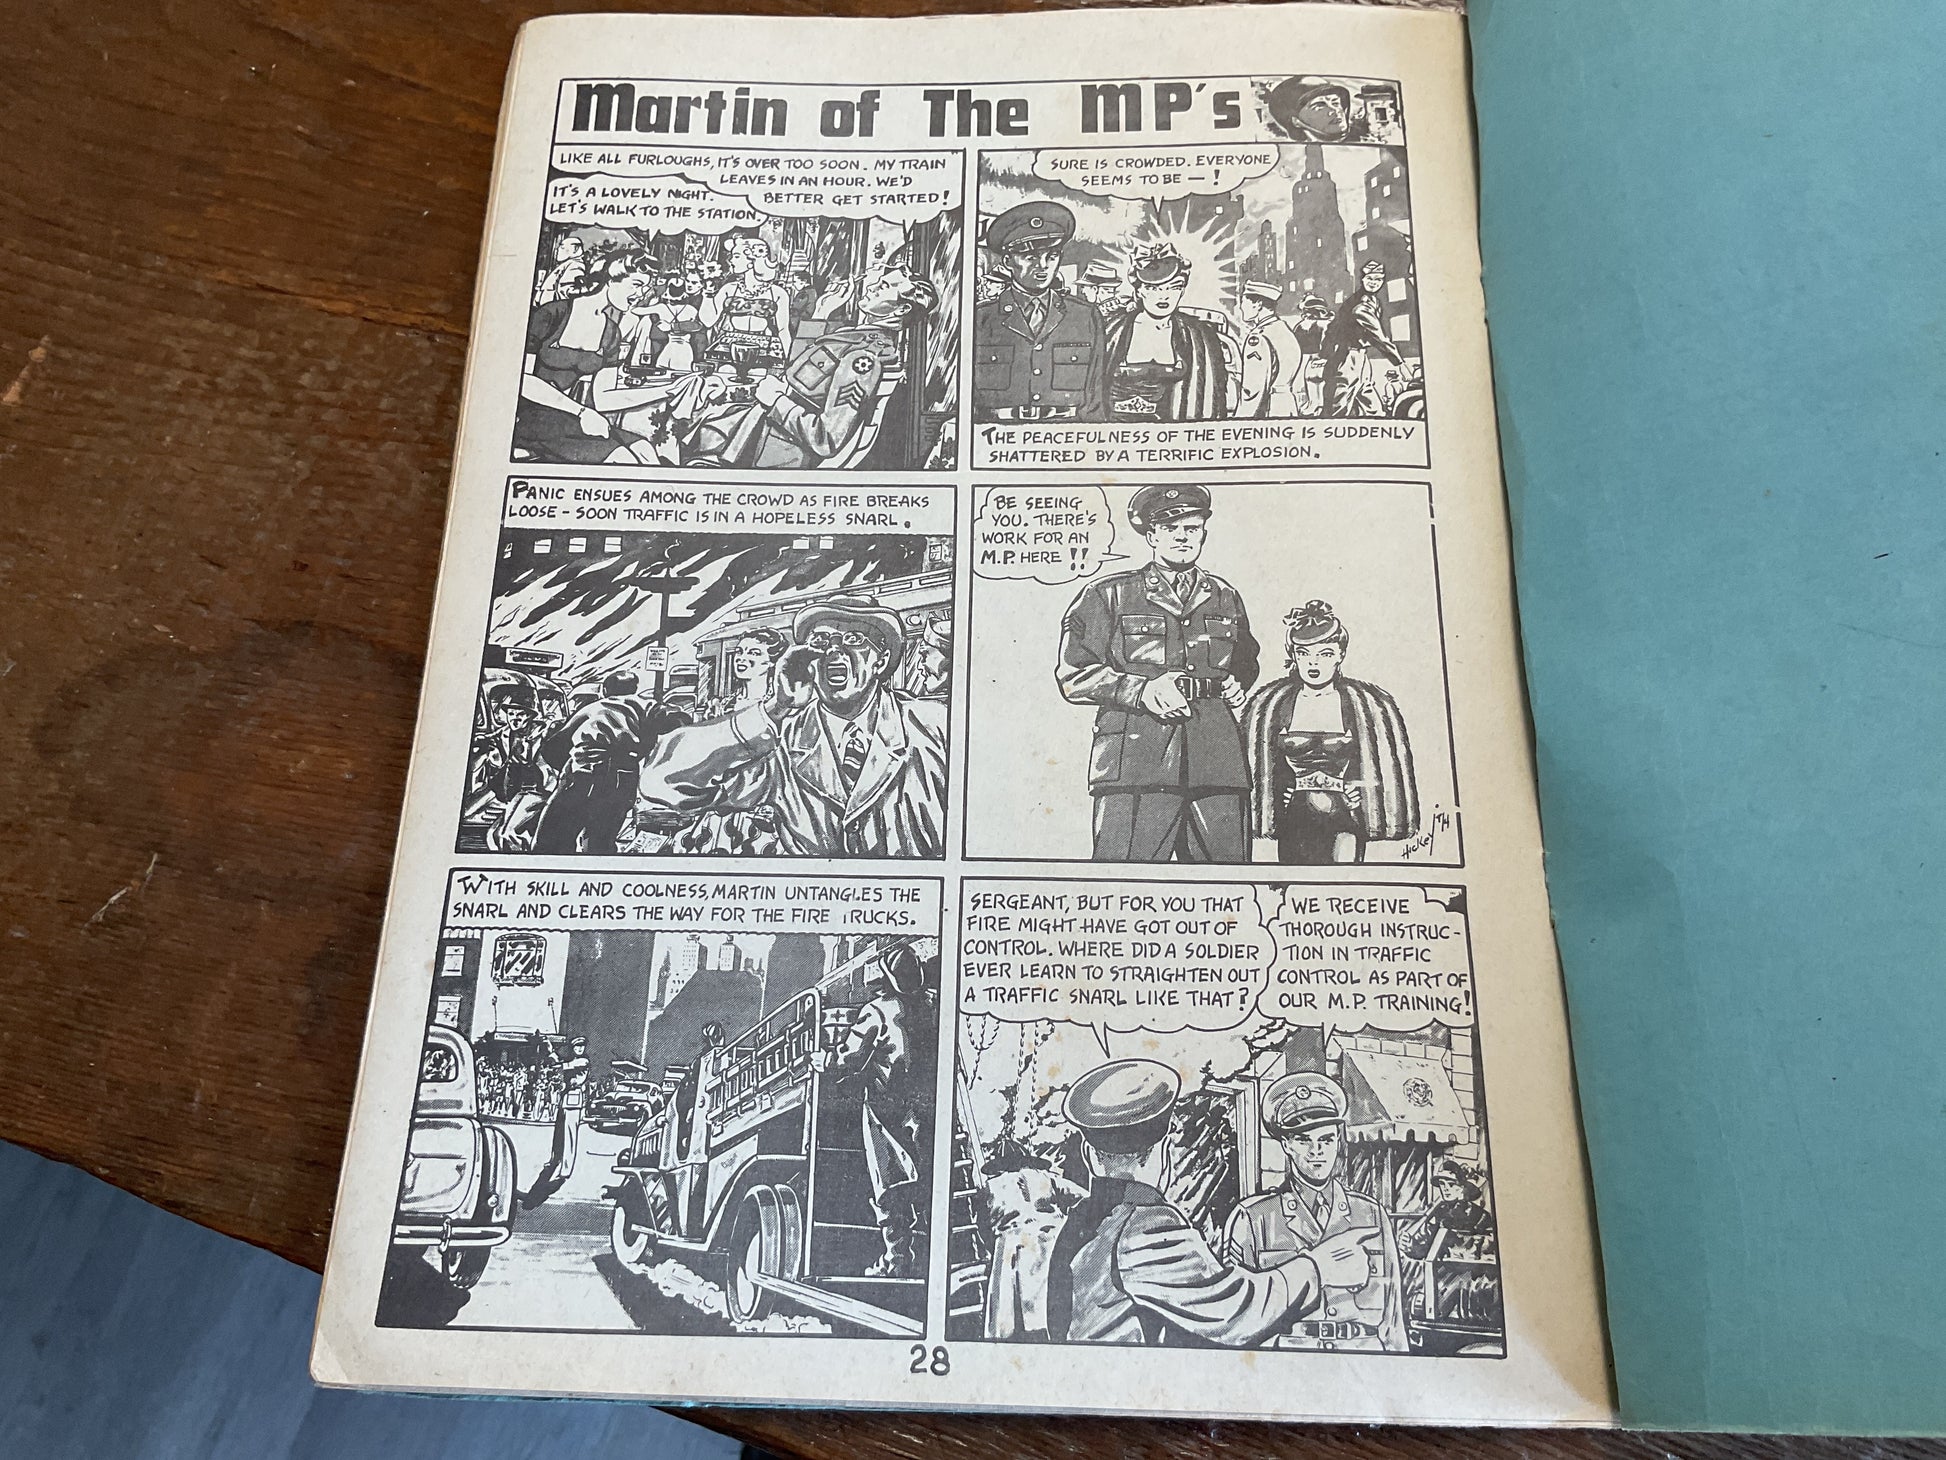 Martin of The MP's
LIKE ALL FURLOUGHS, IT'S OVER TOO SOON. MY TRAIN
LEAVES IN AN HOUR. WE'D
BETTER GET STARTED!
IT'S A LOVELY NIGHT.
LET'S WALK TO THE STATION.
SURE IS CROWDED. EVERYONE
SEEMS TO BE — !
THE PEACEFULNESS OF THE EVENING IS SUDDENLY
SHATTERED BY A TERRIFIC EXPLOSION.
PANIC ENSUES AMONG THE CROWD AS FIRE BREAKS
LOOSE - SOON TRAFFIC IS IN A HOPELESS SNARL.
BE SEEING
YOU. THERE'S
WORK FOR AN
M.P. HERE !!
HICKEY
WITH SKILL AND COOLNESS, MARTIN UNTANGLES THE
SNARL AND CLEARS THE WAY FOR THE FIRE TRUCKS.
SERGEANT, BUT FOR YOU THAT
FIRE MIGHT HAVE GOT OUT OF
CONTROL. WHERE DID A SOLDIER
EVER LEARN TO STRAIGHTEN OUT
A TRAFFIC SNARL LIKE THAT?
WE RECEIVE
THOROUGH INSTRUC-
TION IN TRAFFIC
CONTROL AS PART OF
OUR M.P. TRAINING!
28